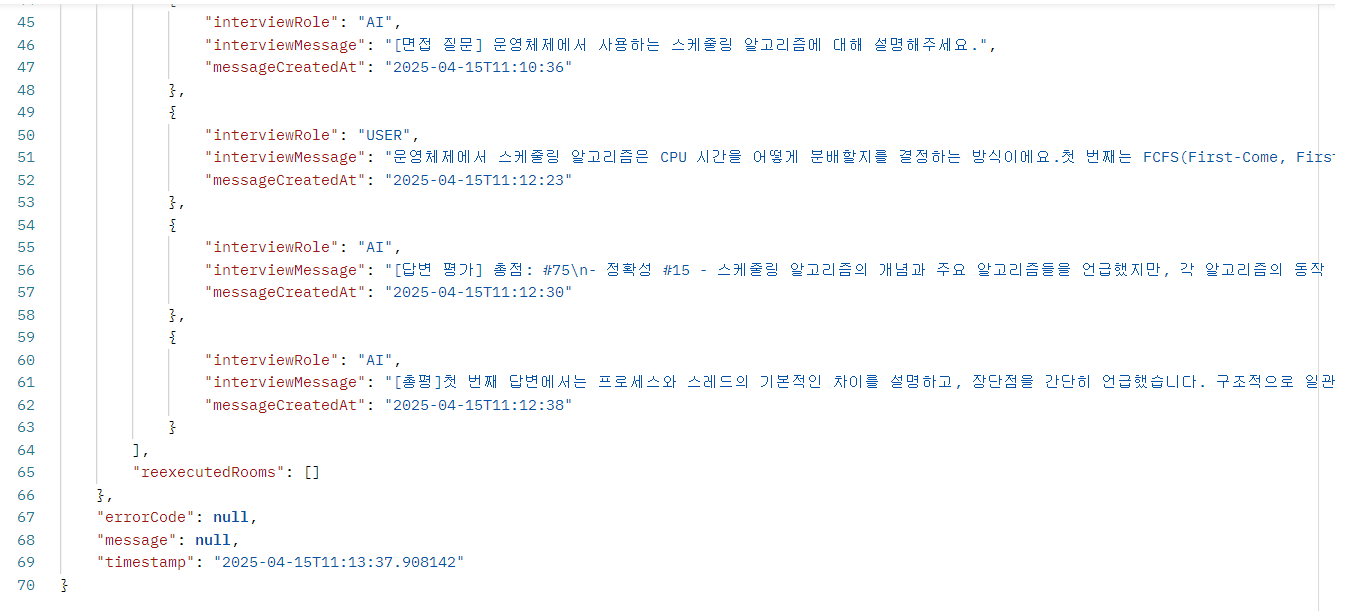 45 "interviewRole": "AI",
46 "interviewMessage": "[면접 질문] 운영체제에서 사용하는 스케줄링 알고리즘에 대해 설명해주세요.",
47 "messageCreatedAt": "2025-04-15T11:10:36"
48 },
49 {
50 "interviewRole": "USER",
51 "interviewMessage": "운영체제에서 스케줄링 알고리즘은 CPU 시간을 어떻게 분배할지를 결정하는 방식이에요.첫 번째는 FCFS(First-Come, Firs
52 "messageCreatedAt": "2025-04-15T11:12:23"
53 },
54 {
55 "interviewRole": "AI",
56 "interviewMessage": "[답변 평가] 총점: #75\n- 정확성 #15 - 스케줄링 알고리즘의 개념과 주요 알고리즘들을 언급했지만, 각 알고리즘의 동작
57 "messageCreatedAt": "2025-04-15T11:12:30"
58 },
59 {
60 "interviewRole": "AI",
61 "interviewMessage": "[총평]첫 번째 답변에서는 프로세스와 스레드의 기본적인 차이를 설명하고, 장단점을 간단히 언급했습니다. 구조적으로 일관
62 "messageCreatedAt": "2025-04-15T11:12:38"
63 }
64 ],
65 "reexecutedRooms": []
66 },
67 "errorCode": null,
68 "message": null,
69 "timestamp": "2025-04-15T11:13:37.908142"
70 }